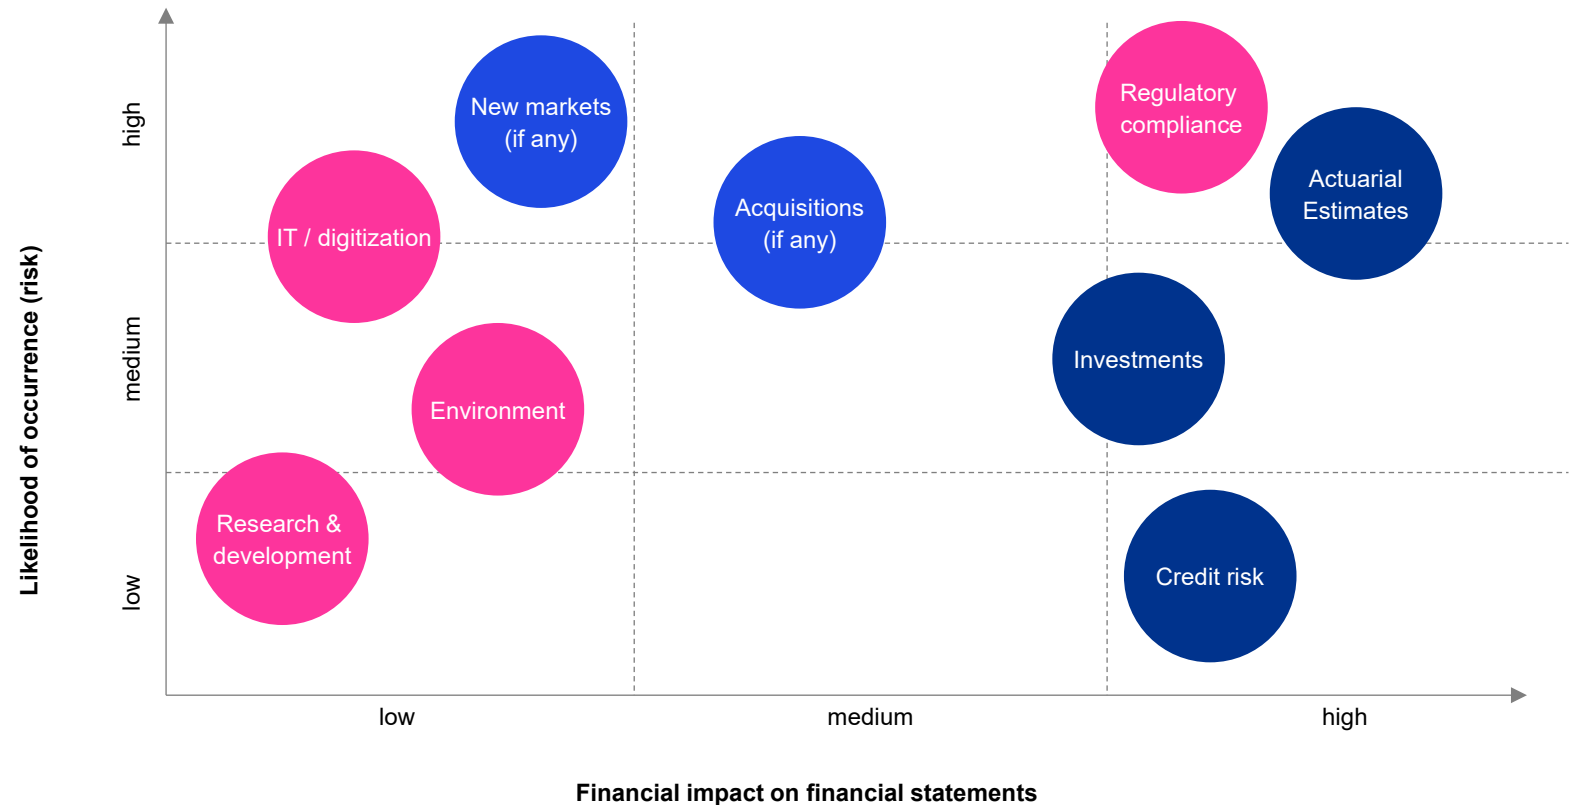 Likelihood of occurrence (risk)
high
medium
low
New markets
(if any)
Regulatory
compliance
Actuarial
Estimates
IT / digitization
Acquisitions
(if any)
Investments
Environment
Research &
development
Credit risk
low
medium
high
Financial impact on financial statements